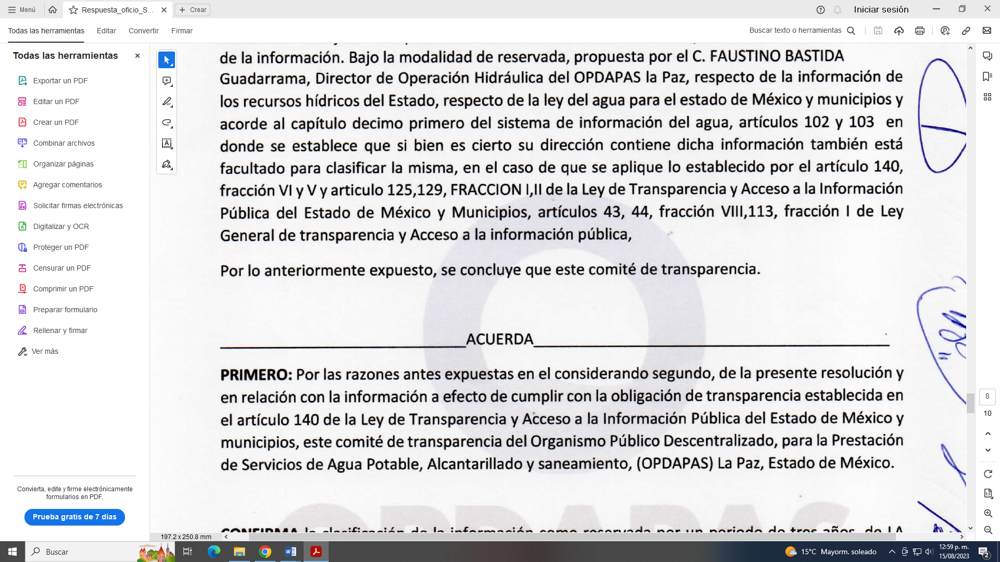 Menú
Respuesta_oficio_S...
Crear
Iniciar sesión
Todas las herramientas
Editar
Convertir
Firmar
Buscar texto o herramientas
Todas las herramientas
Exportar un PDF
Editar un PDF
Crear un PDF
Combinar archivos
Organizar páginas
Agregar comentarios
Solicitar firmas electrónicas
Digitalizar y OCR
Proteger un PDF
Censurar un PDF
Comprimir un PDF
Preparar formulario
Rellenar y firmar
Ver más
Convierta, edite y firme electrónicamente
formularios en PDF.
Prueba gratis de 7 días
de la información. Bajo la modalidad de reservada, propuesta por el C. FAUSTINO BASTIDA
Guadarrama, Director de Operación Hidráulica del OPDAPAS la Paz, respecto de la información de
los recursos hídricos del Estado, respecto de la ley del agua para el estado de México y municipios y
acorde al capítulo decimo primero del sistema de información del agua, artículos 102 y 103 en
donde se establece que si bien es cierto su dirección contiene dicha información también está
facultado para clasificar la misma, en el caso de que se aplique lo establecido por el artículo 140,
fracción VI y V y articulo 125,129, FRACCION I,II de la Ley de Transparencia y Acceso a la Información
Pública del Estado de México y Municipios, artículos 43, 44, fracción VIII,113, fracción I de Ley
General de transparencia y Acceso a la información pública,
Por lo anteriormente expuesto, se concluye que este comité de transparencia.
ACUERDA
PRIMERO: Por las razones antes expuestas en el considerando segundo, de la presente resolución y
en relación con la información a efecto de cumplir con la obligación de transparencia establecida en
el artículo 140 de la Ley de Transparencia y Acceso a la Información Pública del Estado de México y
municipios, este comité de transparencia del Organismo Público Descentralizado, para la Prestación
de Servicios de Agua Potable, Alcantarillado y saneamiento, (OPDAPAS) La Paz, Estado de México.
OPDAPAS
CONFIRMA la clasificación de la información como reservada por un periodo de tres años, de LA
197.2 x 250.8 mm
8
10
Buscar
15°C Mayorm. soleado
12:59 p. m.
15/08/2023
2